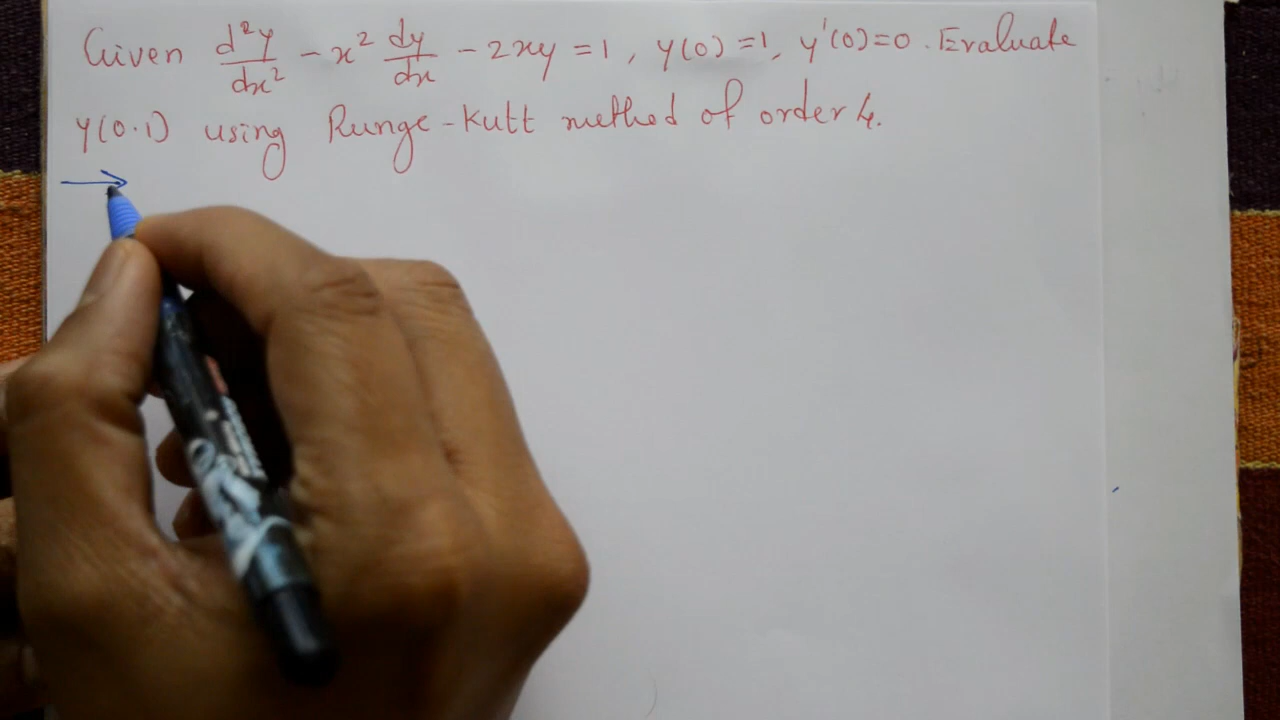 Given d²y/dx² - x² dy/dx - 2xy = 1, y(0) = 1, y'(0) = 0. Evaluate
y(0.1) using Runge-Kutt method of order 4.
→